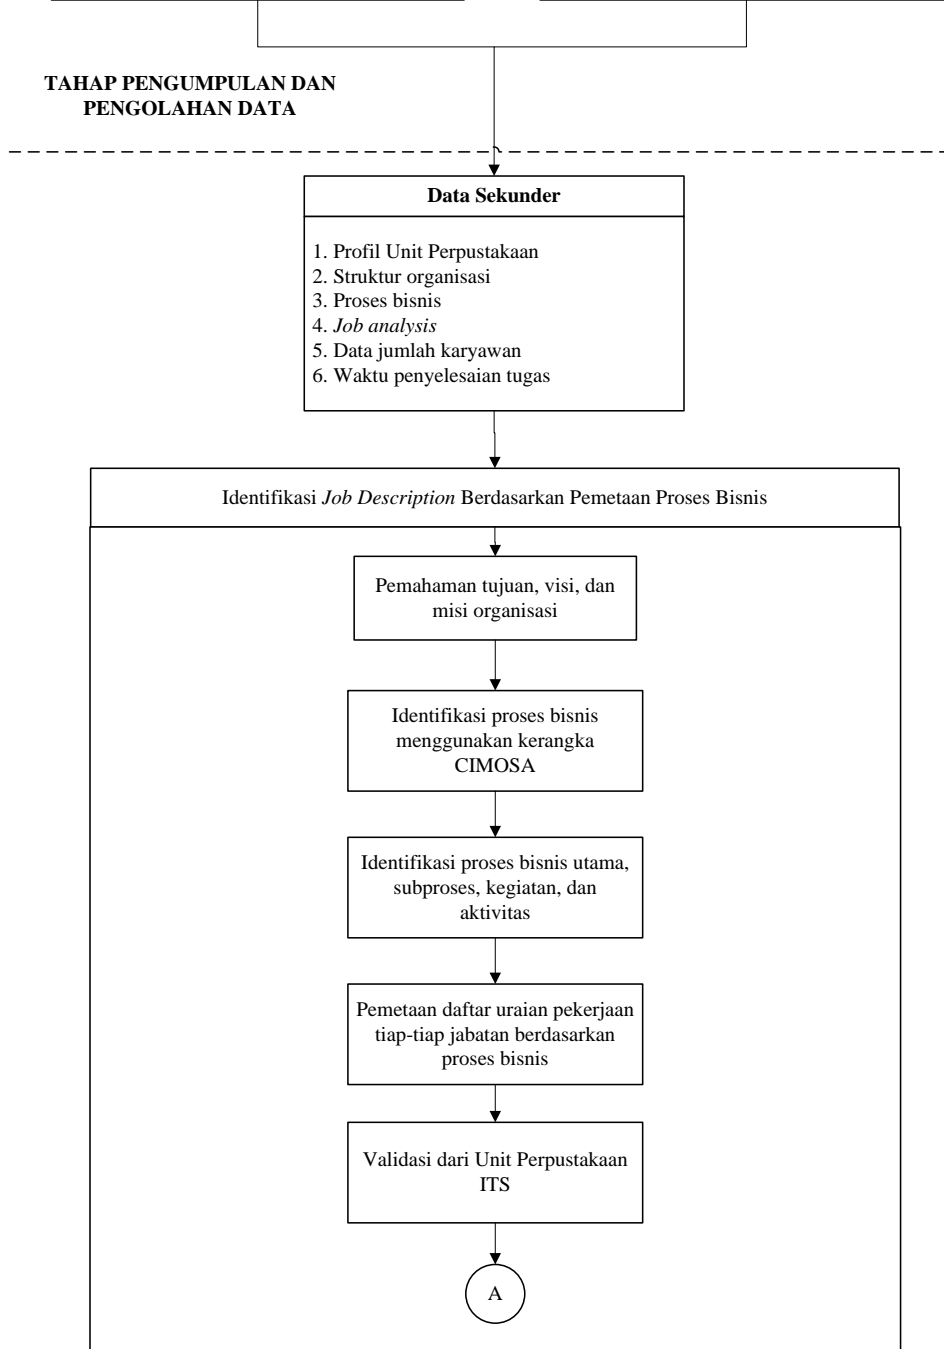 TAHAP PENGUMPULAN DAN
PENGOLAHAN DATA
Data Sekunder
1. Profil Unit Perpustakaan
2. Struktur organisasi
3. Proses bisnis
4. Job analysis
5. Data jumlah karyawan
6. Waktu penyelesaian tugas
Identifikasi Job Description Berdasarkan Pemetaan Proses Bisnis
Pemahaman tujuan, visi, dan
misi organisasi
Identifikasi proses bisnis
menggunakan kerangka
CIMOSA
Identifikasi proses bisnis utama,
subproses, kegiatan, dan
aktivitas
Pemetaan daftar uraian pekerjaan
tiap-tiap jabatan berdasarkan
proses bisnis
Validasi dari Unit Perpustakaan
ITS
A